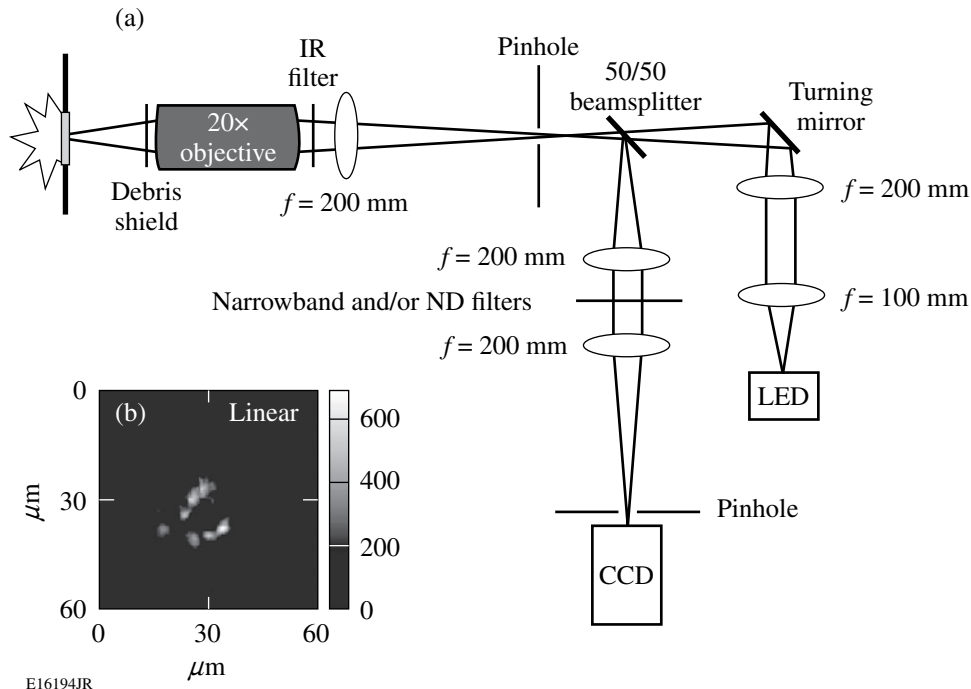 (a)
IR
filter
Pinhole
50/50
beamsplitter
Turning
mirror
20×
objective
Debris
shield
f = 200 mm
f = 200 mm
f = 200 mm
Narrowband and/or ND filters
f = 100 mm
f = 200 mm
LED
Pinhole
CCD
(b)
Linear
0
30
60
μm
0
30
60
μm
600
400
200
0
E16194JR